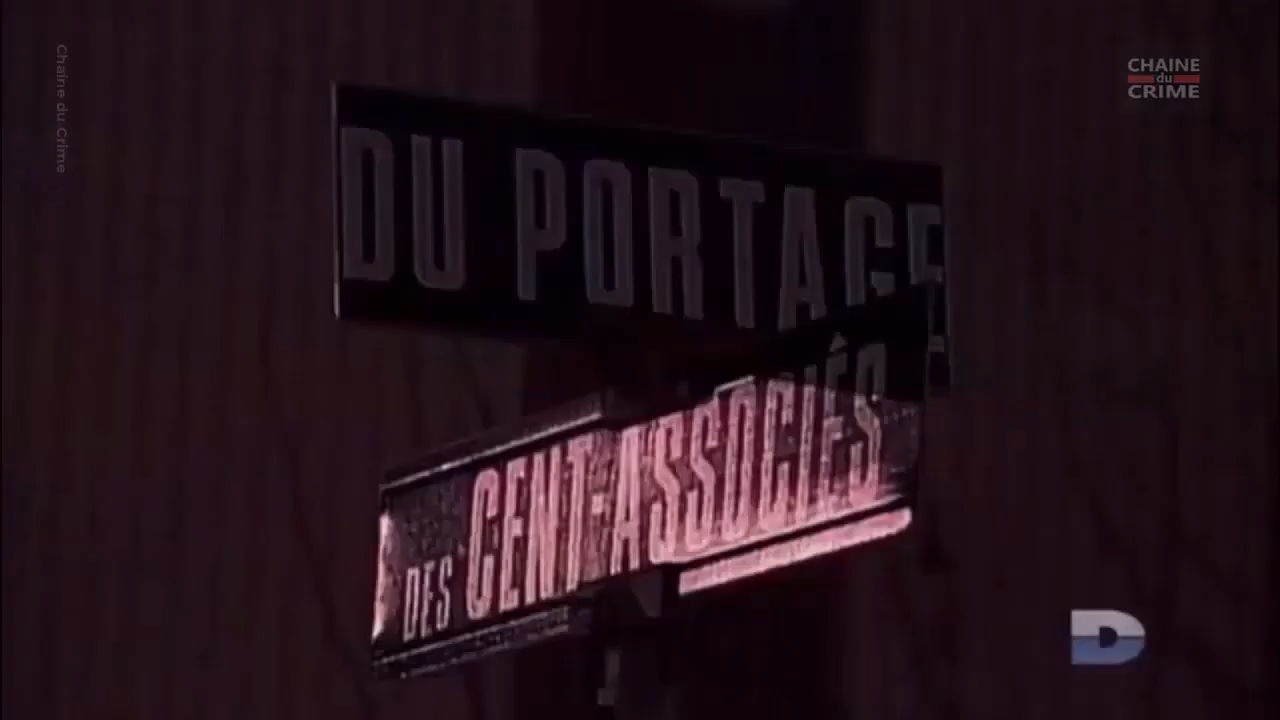 Chaine du Crime
CHAINE
du
CRIME
DU PORTAGE
DES CENT-ASSOCIÉS
D